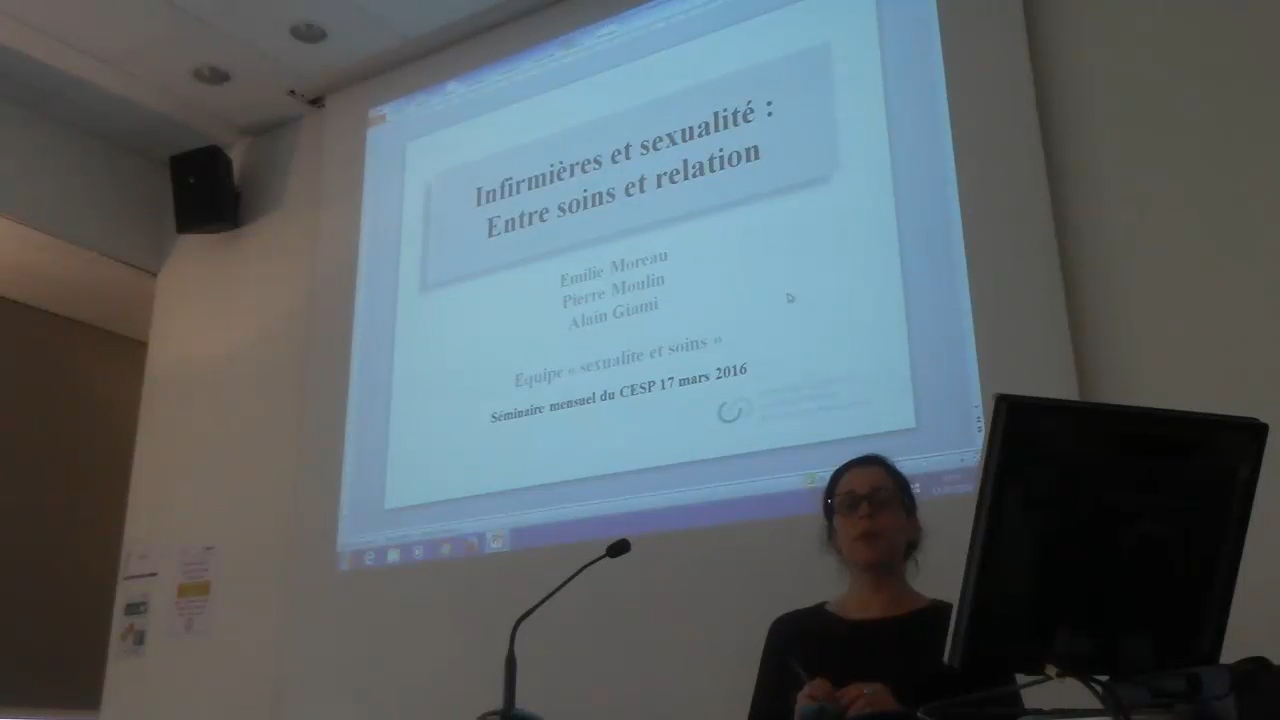 Infirmières et sexualité :
Entre soins et relation
Emilie Moreau
Pierre Moulin
Alain Giami
Equipe « sexualite et soins »
Séminaire mensuel du CESP 17 mars 2016